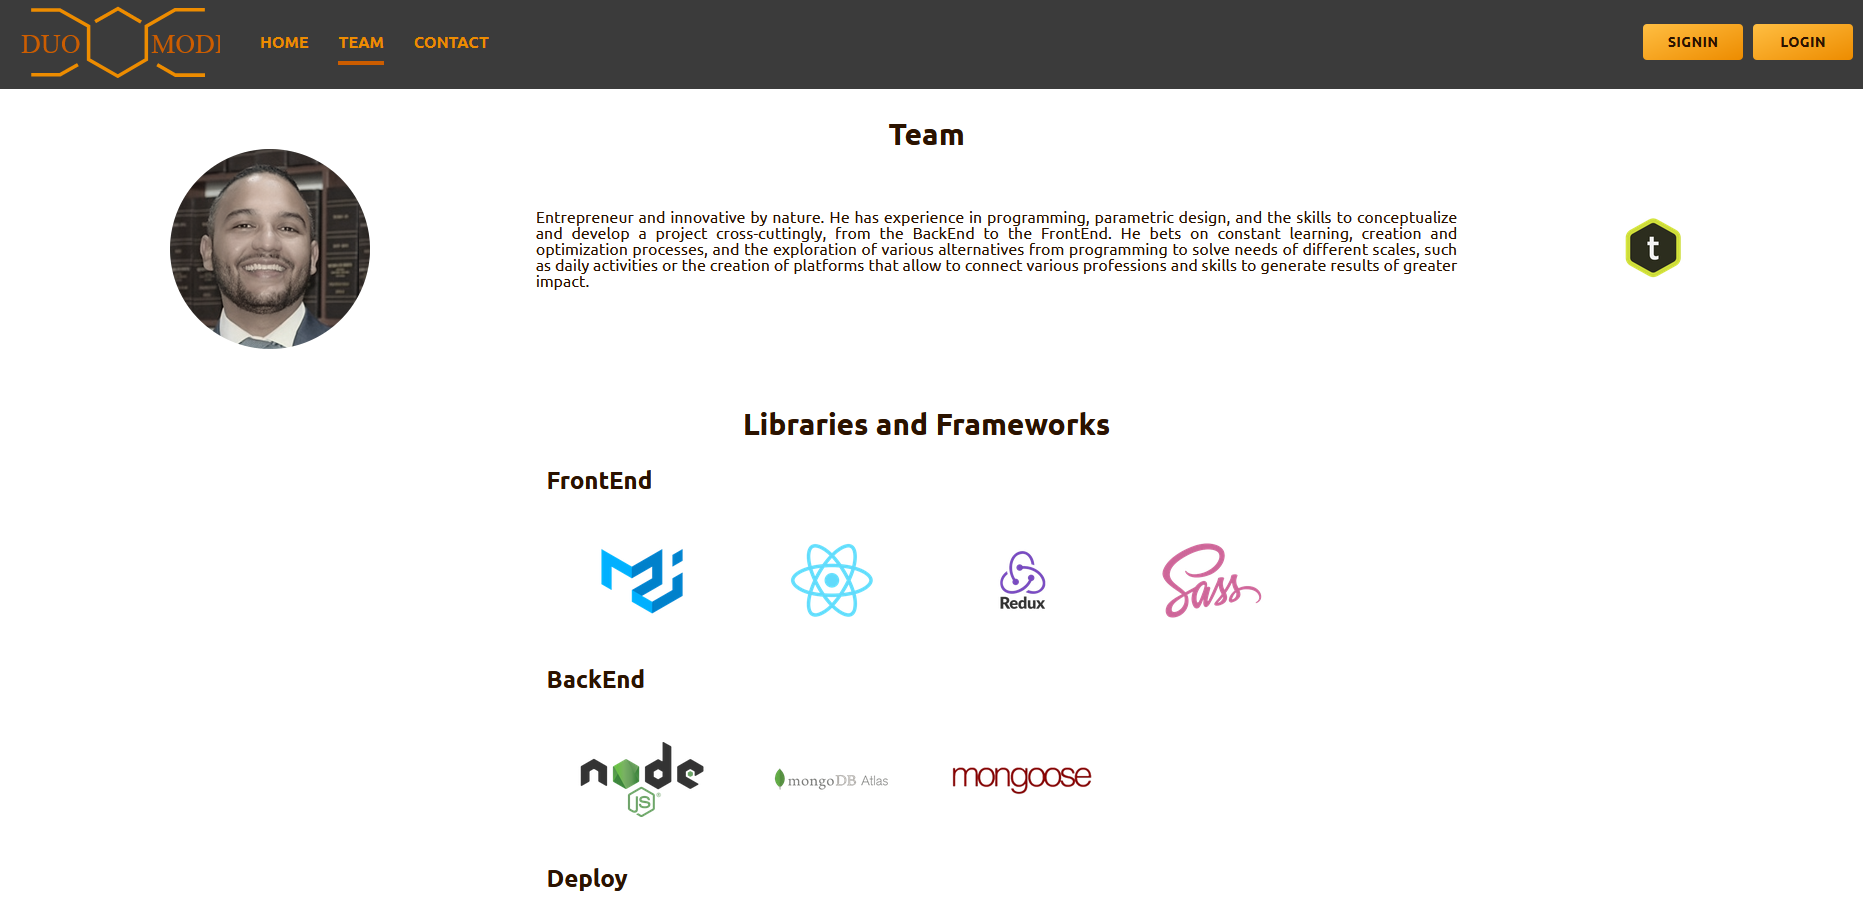 DUO MODE
HOME TEAM CONTACT
SIGNIN LOGIN
Team
Entrepreneur and innovative by nature. He has experience in programming, parametric design, and the skills to conceptualize
and develop a project cross-cuttingly, from the BackEnd to the FrontEnd. He bets on constant learning, creation and
optimization processes, and the exploration of various alternatives from programming to solve needs of different scales, such
as daily activities or the creation of platforms that allow to connect various professions and skills to generate results of greater
impact.
t
Libraries and Frameworks
FrontEnd
Redux
Sass
BackEnd
node
JS
mongoDB Atlas
mongoose
Deploy